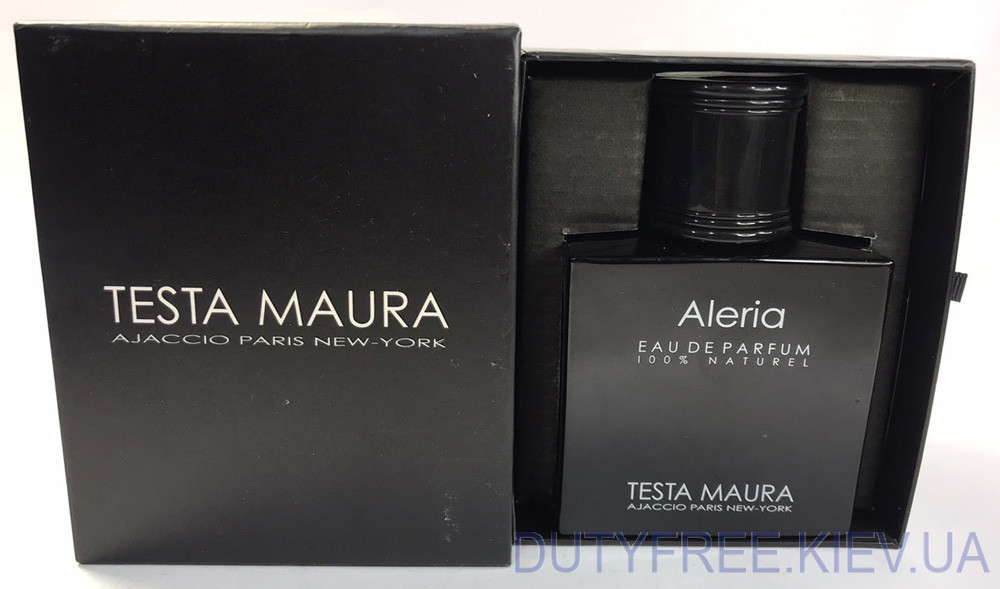 TESTA MAURA
AJACCIO PARIS NEW-YORK
Aleria
EAU DE PARFUM
100% NATUREL
TESTA MAURA
AJACCIO PARIS NEW-YORK
DUTYFREE.KIEV.UA